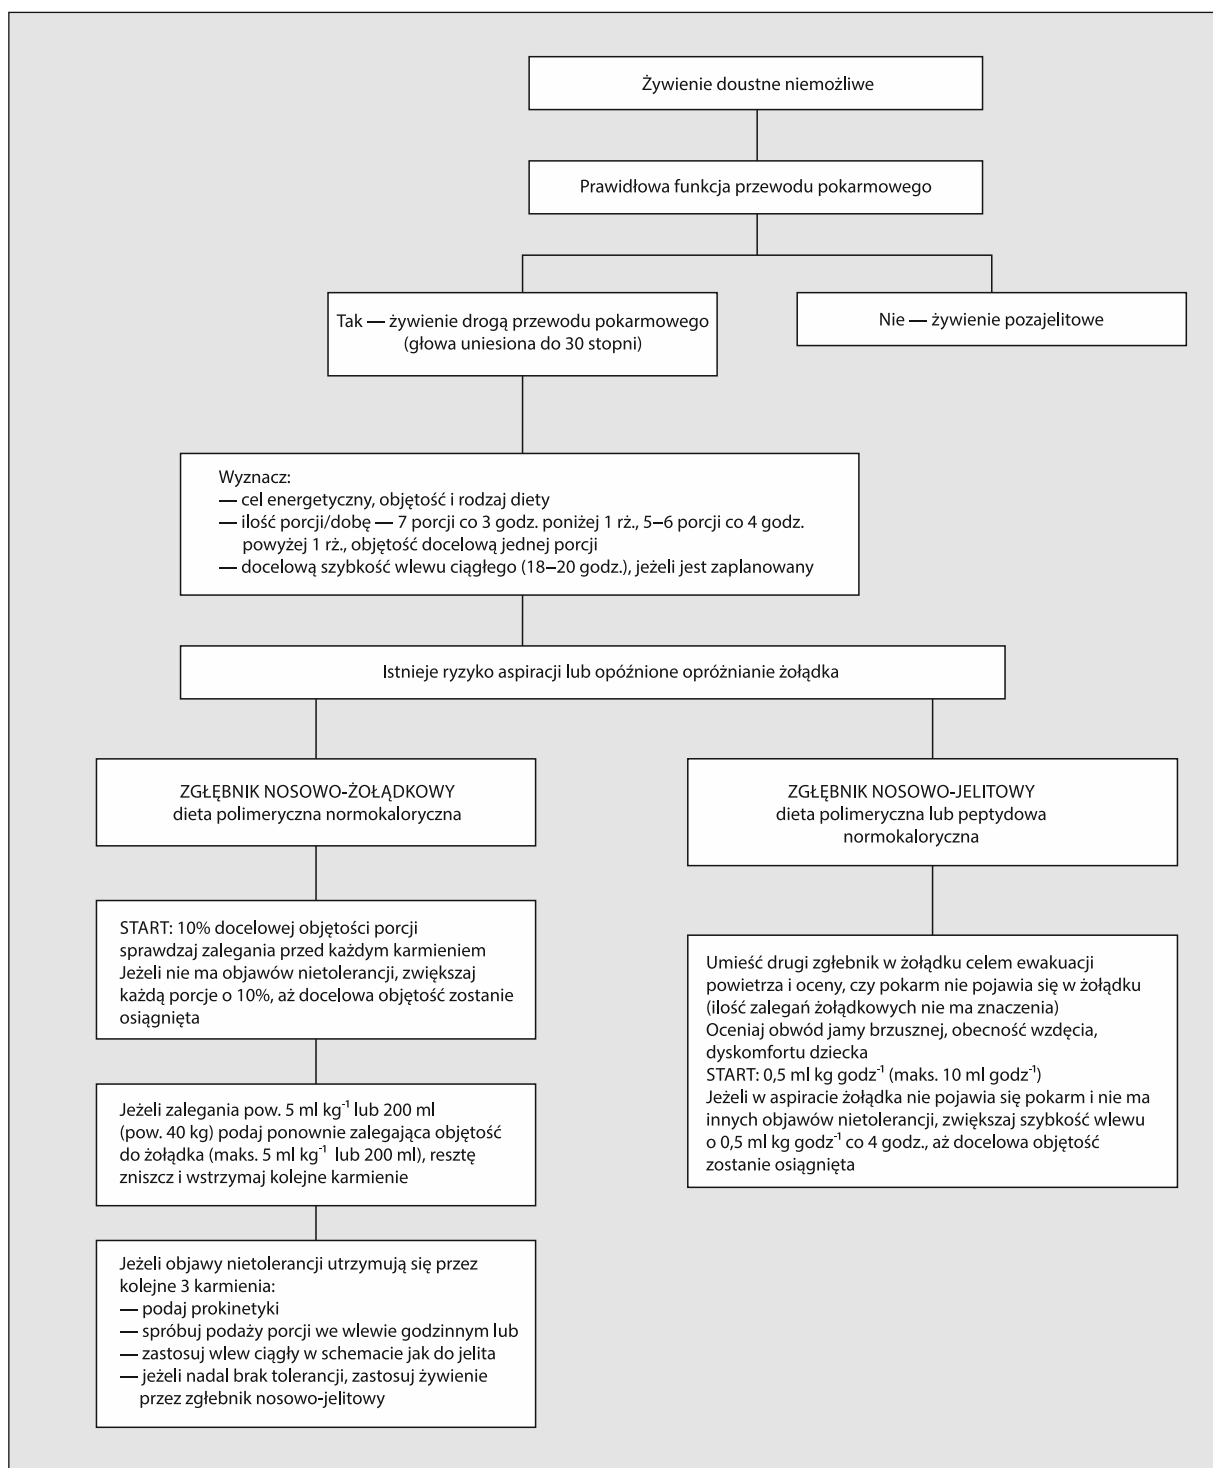 Żywienie doustne niemożliwe
Prawidłowa funkcja przewodu pokarmowego
Tak — żywienie drogą przewodu pokarmowego
(głowa uniesiona do 30 stopni)
Nie — żywienie pozajelitowe
Wyznacz:
— cel energetyczny, objętość i rodzaj diety
— ilość porcji/dobę — 7 porcji co 3 godz. poniżej 1 rż., 5–6 porcji co 4 godz.
powyżej 1 rż., objętość docelową jednej porcji
— docelową szybkość wlewu ciągłego (18–20 godz.), jeżeli jest zaplanowany
Istnieje ryzyko aspiracji lub opóźnione opróżnianie żołądka
ZGŁĘBNIK NOSOWO-ŻOŁĄDKOWY
dieta polimeryczna normokaloryczna
START: 10% docelowej objętości porcji
sprawdzaj zalegania przed każdym karmieniem
Jeżeli nie ma objawów nietolerancji, zwiększaj
każdą porcje o 10%, aż docelowa objętość zostanie
osiągnięta
Jeżeli zalegania pow. 5 ml kg⁻¹ lub 200 ml
(pow. 40 kg) podaj ponownie zalegająca objętość
do żołądka (maks. 5 ml kg⁻¹ lub 200 ml), resztę
zniszcz i wstrzymaj kolejne karmienie
Jeżeli objawy nietolerancji utrzymują się przez
kolejne 3 karmienia:
— podaj prokinetyki
— spróbuj podaży porcji we wlewie godzinnym lub
— zastosuj wlew ciągły w schemacie jak do jelita
— jeżeli nadal brak tolerancji, zastosuj żywienie
przez zgłębnik nosowo-jelitowy
ZGŁĘBNIK NOSOWO-JELITOWY
dieta polimeryczna lub peptydowa
normokaloryczna
Umieść drugi zgłebnik w żołądku celem ewakuacji
powietrza i oceny, czy pokarm nie pojawia się w żołądku
(ilość zalegań żołądkowych nie ma znaczenia)
Oceniaj obwód jamy brzusznej, obecność wzdęcia,
dyskomfortu dziecka
START: 0,5 ml kg godz⁻¹ (maks. 10 ml godz⁻¹)
Jeżeli w aspiracie żołądka nie pojawia się pokarm i nie ma
innych objawów nietolerancji, zwiększaj szybkość wlewu
o 0,5 ml kg godz⁻¹ co 4 godz., aż docelowa objętość
zostanie osiągnięta